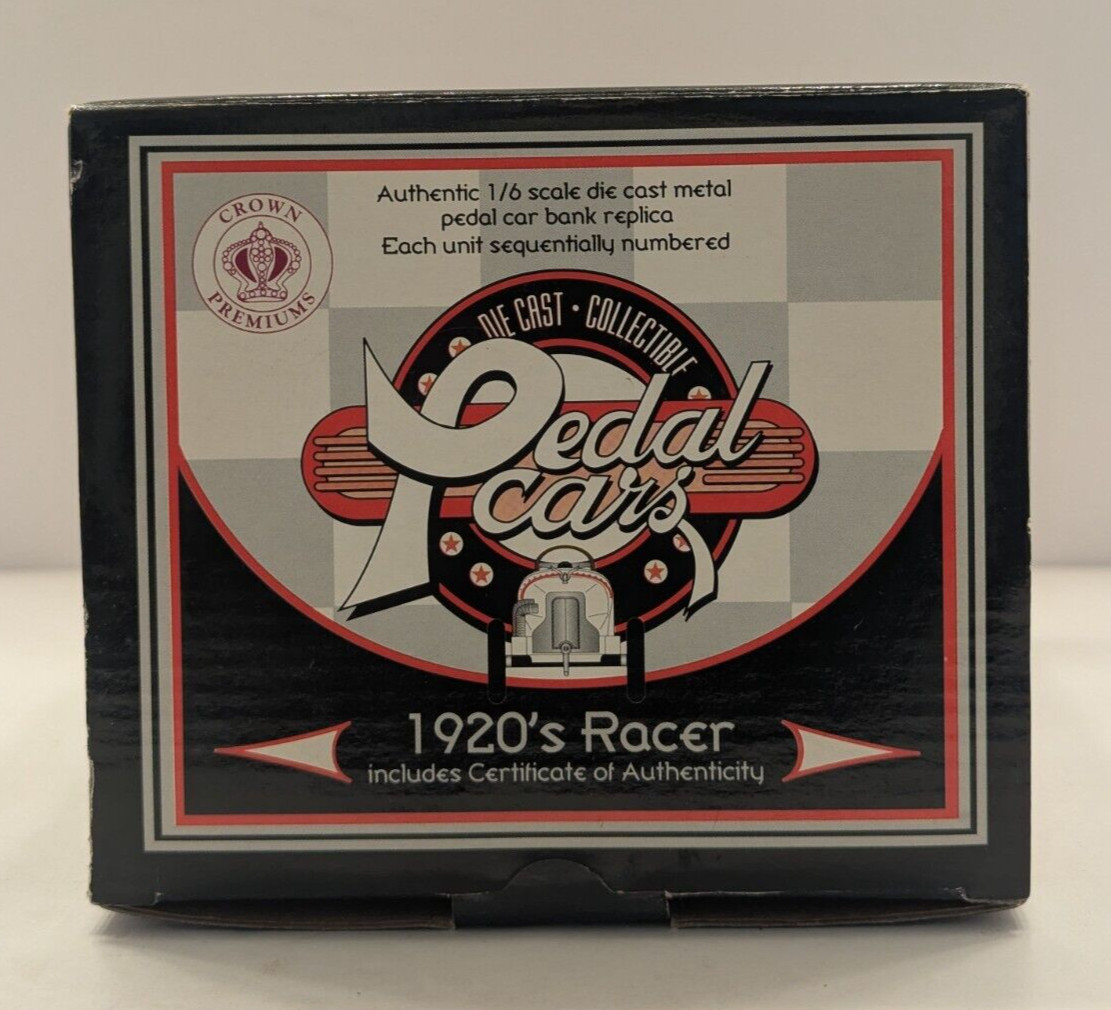 CROWN
PREMIUMS
Authentic 1/6 scale die cast metal
pedal car bank replica
Each unit sequentially numbered
DIE CAST • COLLECTIBLE
Pedal
cars
1920's Racer
includes Certificate of Authenticity